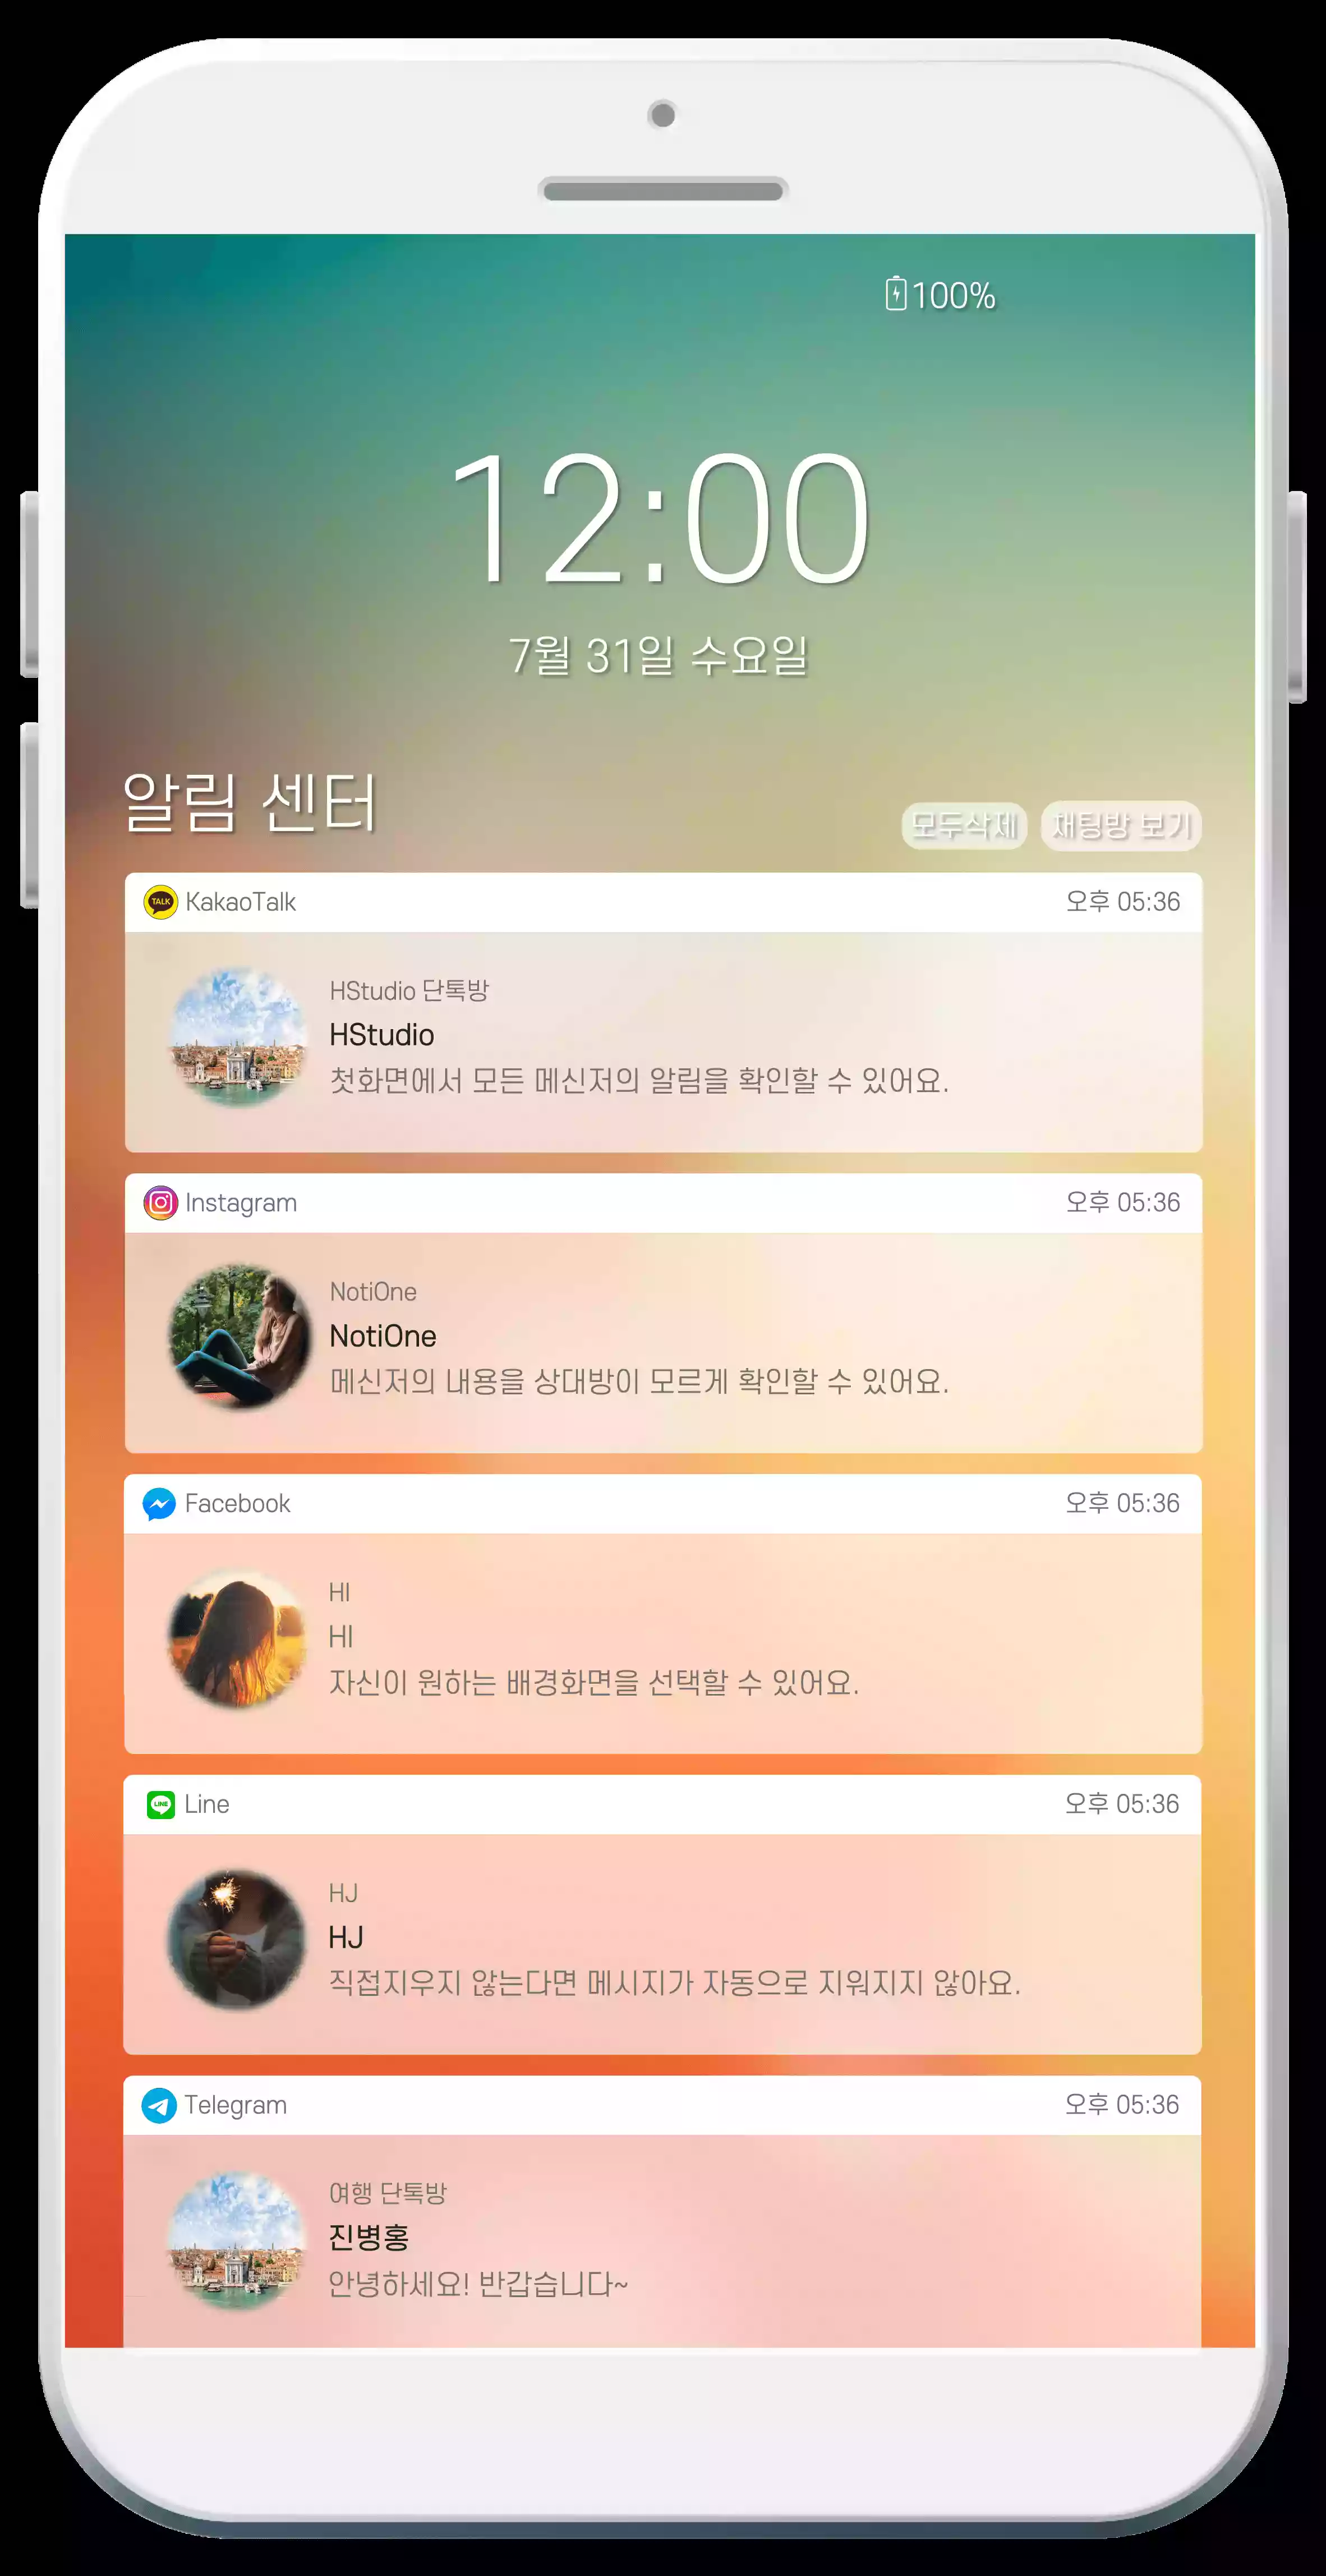 100%
12:00
7월 31일 수요일
알림 센터
모두삭제 채팅방 보기
TALK KakaoTalk 오후 05:36
HStudio 단톡방
HStudio
첫화면에서 모든 메신저의 알림을 확인할 수 있어요.
Instagram 오후 05:36
NotiOne
NotiOne
메신저의 내용을 상대방이 모르게 확인할 수 있어요.
Facebook 오후 05:36
HI
HI
자신이 원하는 배경화면을 선택할 수 있어요.
LINE Line 오후 05:36
HJ
HJ
직접지우지 않는다면 메시지가 자동으로 지워지지 않아요.
Telegram 오후 05:36
여행 단톡방
진병홍
안녕하세요! 반갑습니다~